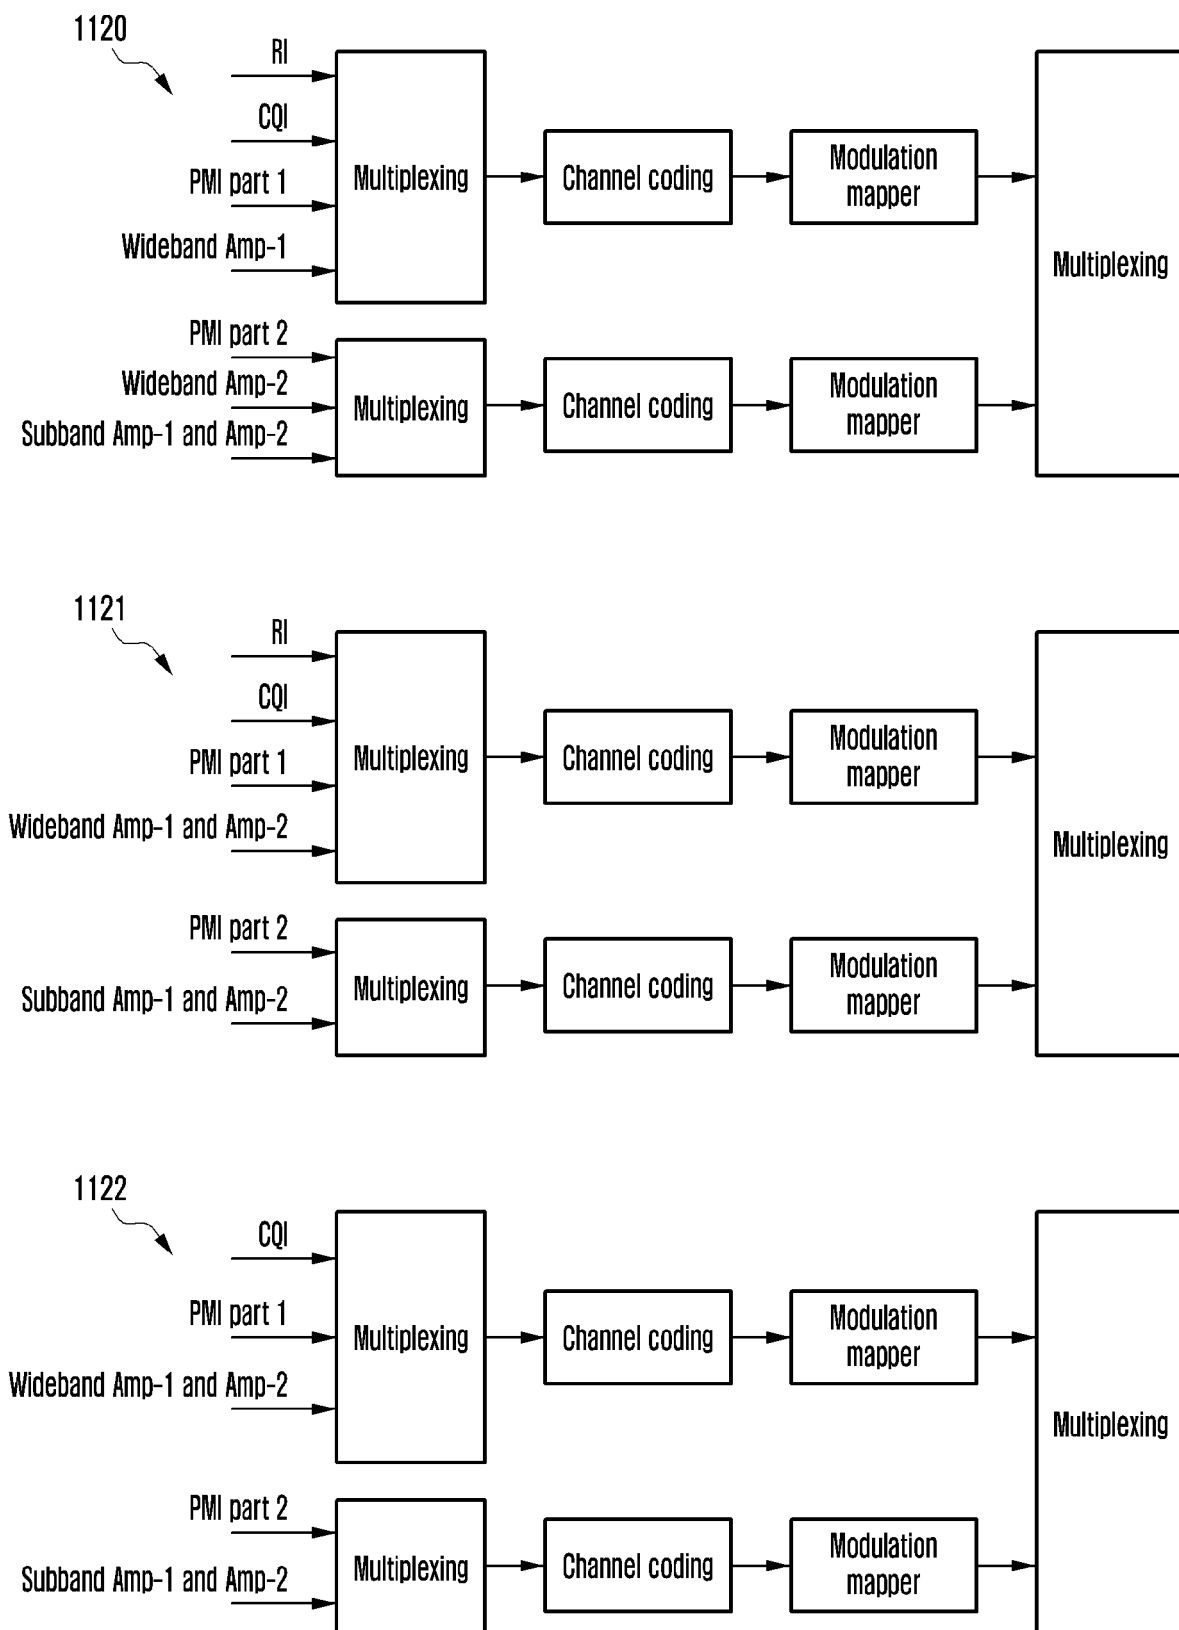 1120
RI
CQI
PMI part 1
Wideband Amp-1
Multiplexing
Channel coding
Modulation
mapper
PMI part 2
Wideband Amp-2
Subband Amp-1 and Amp-2
Multiplexing
Channel coding
Modulation
mapper
Multiplexing
1121
RI
CQI
PMI part 1
Wideband Amp-1 and Amp-2
Multiplexing
Channel coding
Modulation
mapper
PMI part 2
Subband Amp-1 and Amp-2
Multiplexing
Channel coding
Modulation
mapper
Multiplexing
1122
CQI
PMI part 1
Wideband Amp-1 and Amp-2
Multiplexing
Channel coding
Modulation
mapper
PMI part 2
Subband Amp-1 and Amp-2
Multiplexing
Channel coding
Modulation
mapper
Multiplexing